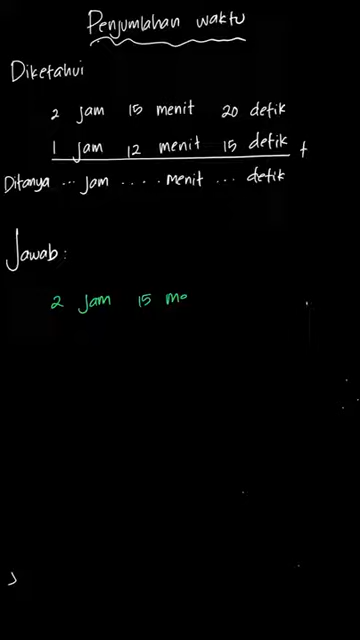 Penjumlahan waktu
Diketahui
2 jam 15 menit 20 detik
1 jam 12 menit 15 detik +
Ditanya ... jam .... menit ... detik
Jawab :
2 jam 15 me